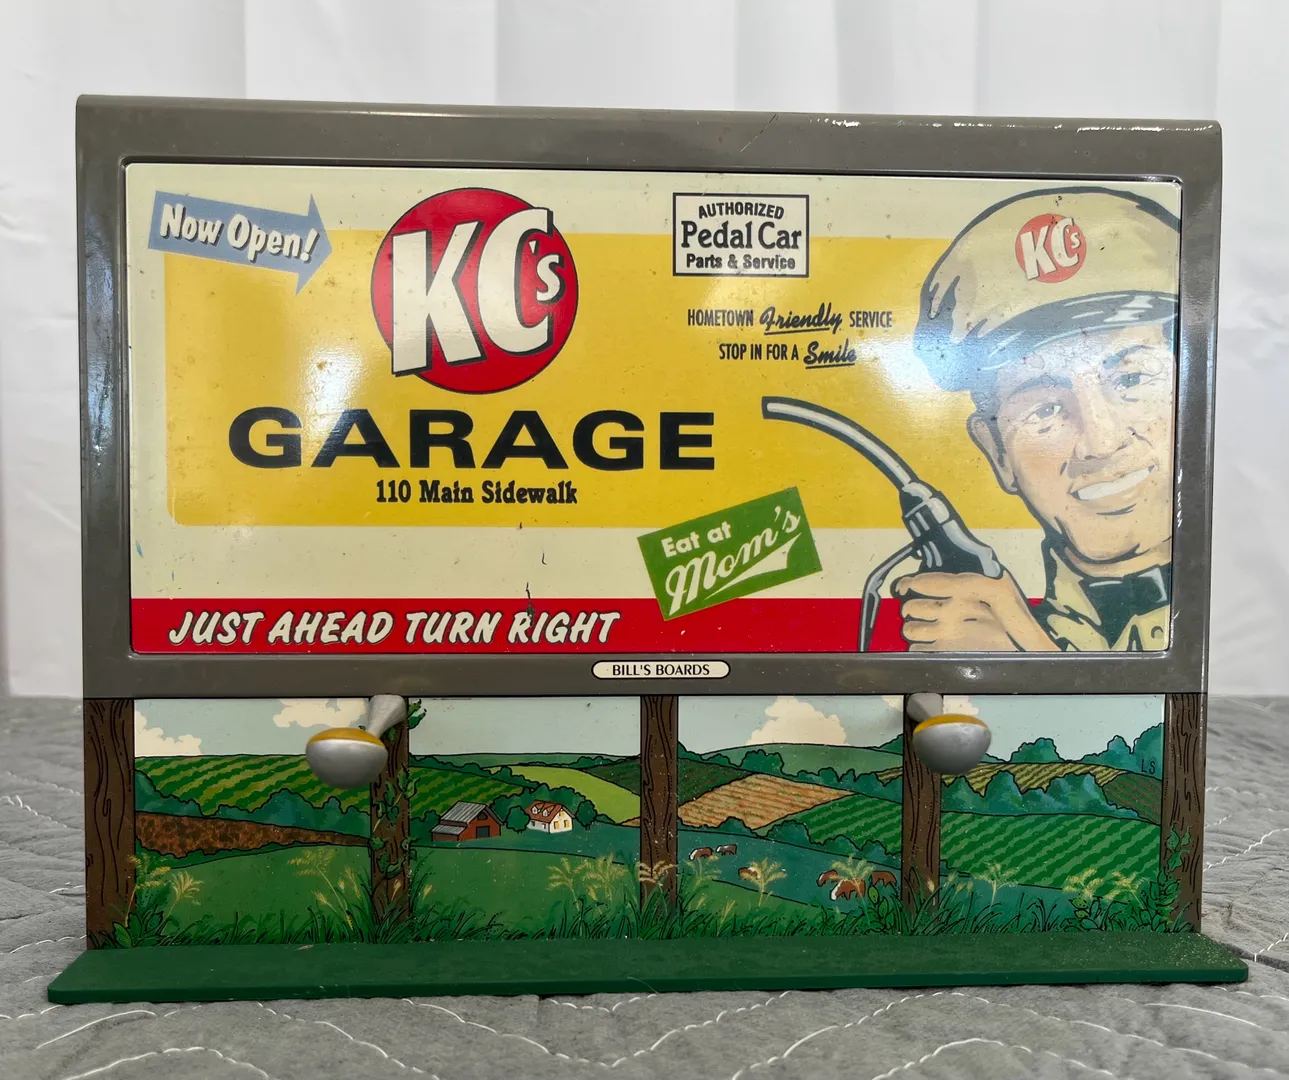 Now Open!
KC's
GARAGE
110 Main Sidewalk
AUTHORIZED
Pedal Car
Parts & Service
HOMETOWN Friendly SERVICE
STOP IN FOR A Smile
KC's
Eat at
Mom's
JUST AHEAD TURN RIGHT
BILL'S BOARDS
LS